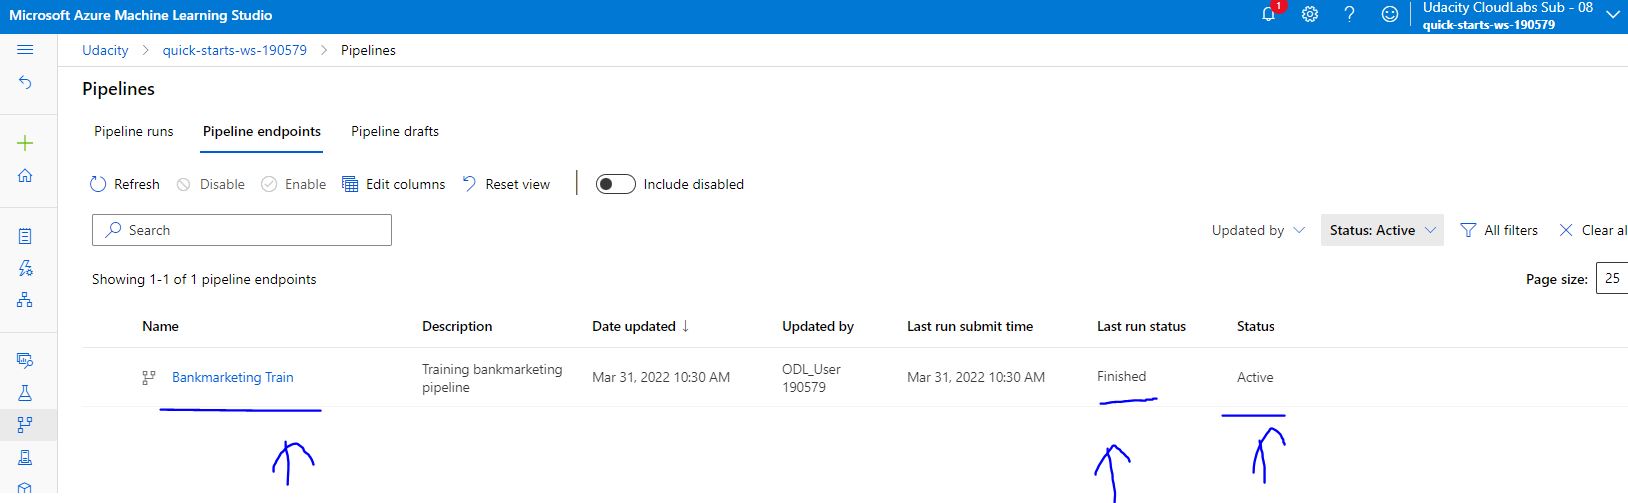 Microsoft Azure Machine Learning Studio
1
Udacity CloudLabs Sub - 08
quick-starts-ws-190579
Udacity > quick-starts-ws-190579 > Pipelines
Pipelines
Pipeline runs Pipeline endpoints Pipeline drafts
Refresh Disable Enable Edit columns Reset view Include disabled
Search Updated by Status: Active All filters Clear al
Showing 1-1 of 1 pipeline endpoints Page size: 25
Name Description Date updated ↓ Updated by Last run submit time Last run status Status
Bankmarketing Train Training bankmarketing Mar 31, 2022 10:30 AM ODL_User Mar 31, 2022 10:30 AM Finished Active
pipeline 190579